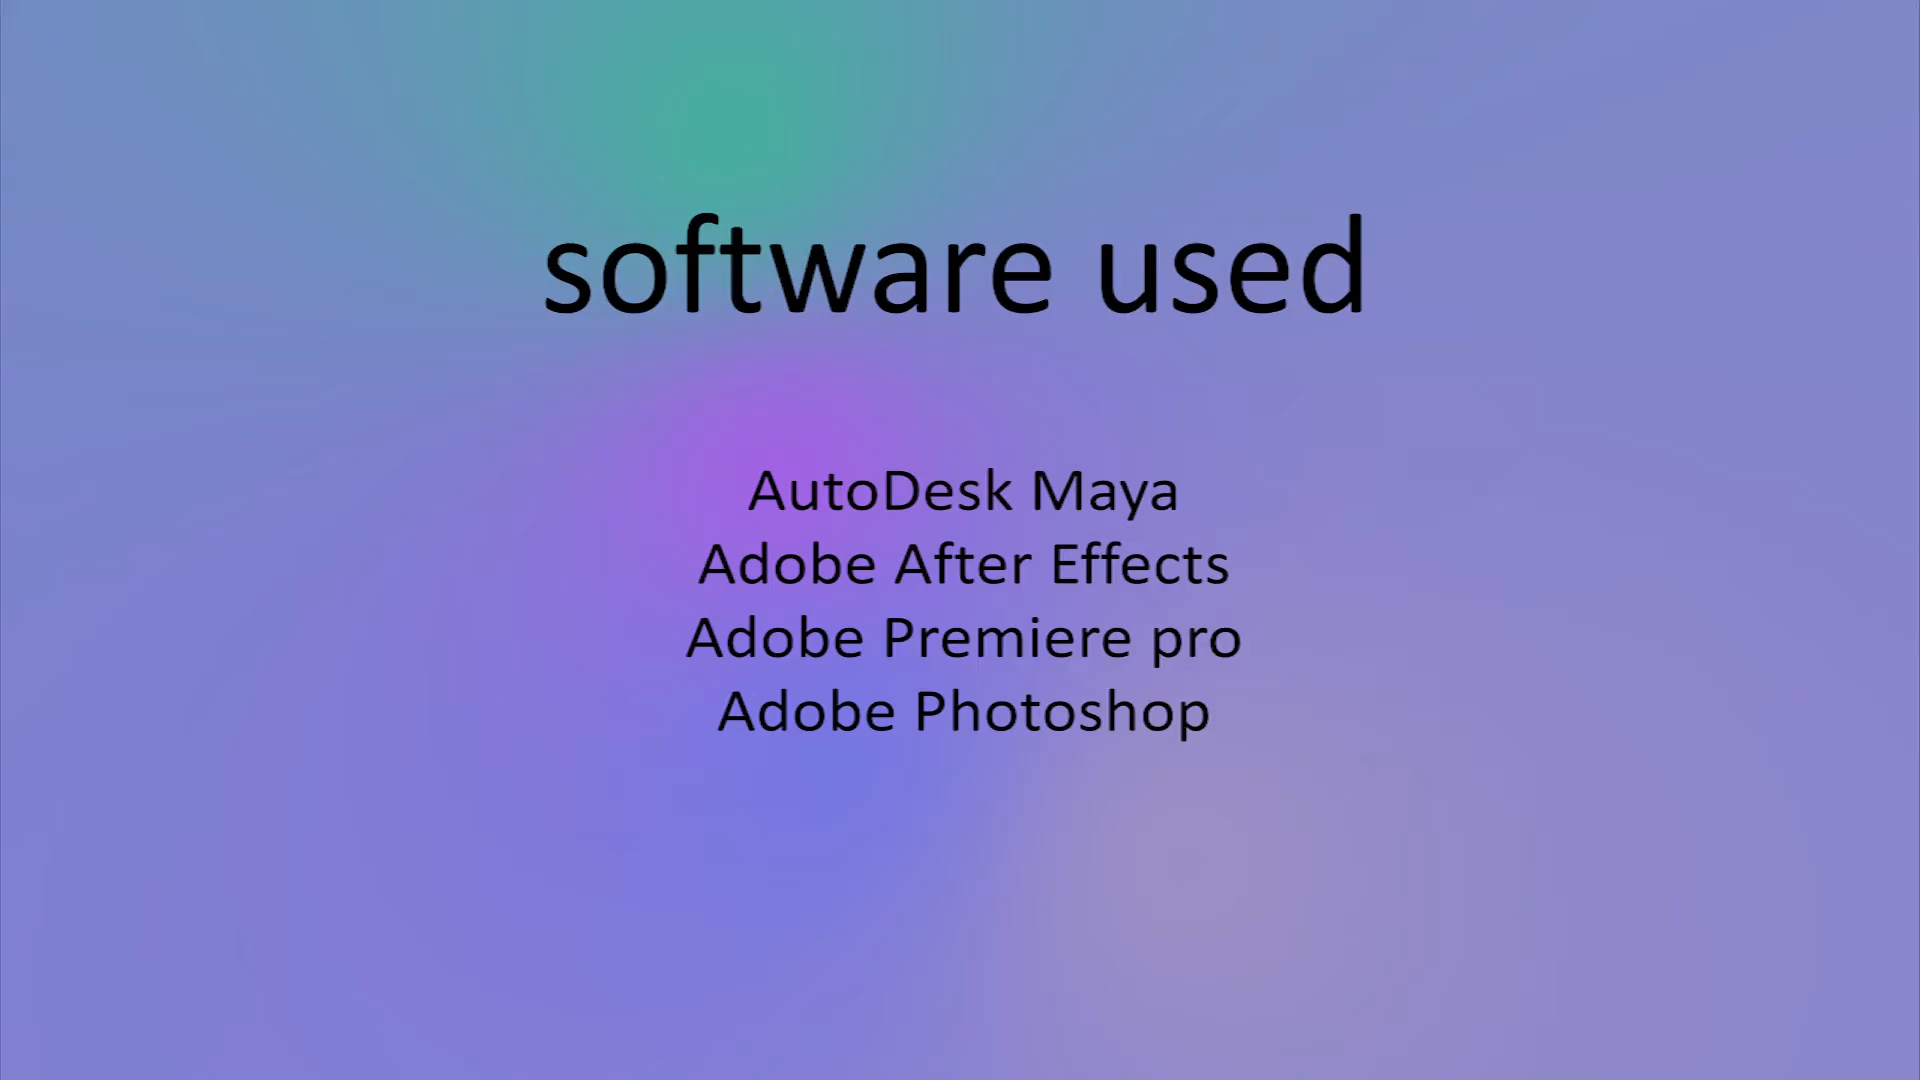 software used
AutoDesk Maya
Adobe After Effects
Adobe Premiere pro
Adobe Photoshop